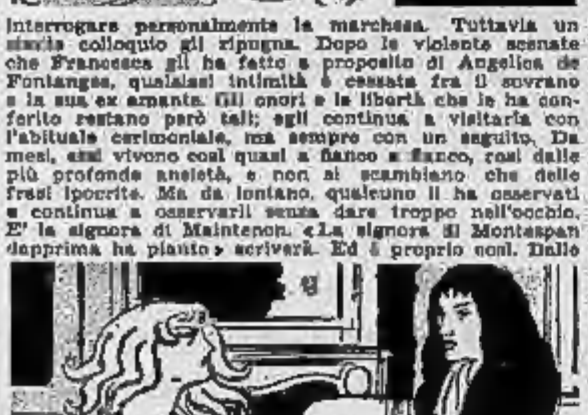 interrogare personalmente la marchesa. Tuttavia un
simile colloquio gli ripugna. Dopo le violente scenate
che Francesca gli ha fatto a proposito di Angelica de
Fontanges, qualsiasi intimità è cessata fra il sovrano
e la sua ex amante. Gli onori e le libertà che le ha con-
ferito restano però tali; egli continua a visitarla con
l'abituale cerimoniale, ma sempre con un seguito. Da
mesi, essi vivono così quasi a fianco a fianco, rosi dalle
più profonde ansietà, e non si scambiano che delle
frasi ipocrite. Ma da lontano, qualcuno li ha osservati
e continua a osservarli senza dare troppo nell'occhio.
E' la signora di Maintenon. «La signora di Montespan
dapprima ha pianto» scriverà. Ed è proprio così. Dalle